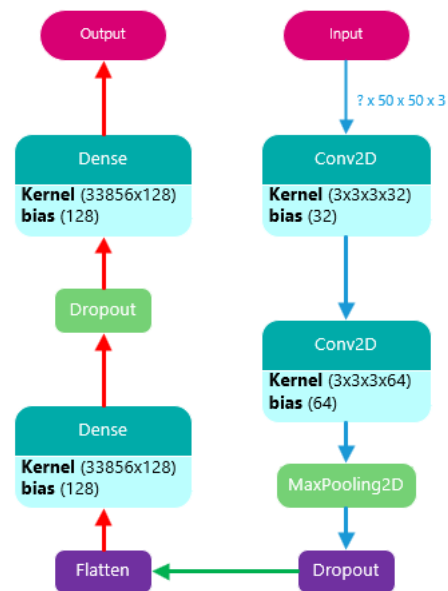 Output
Input
? x 50 x 50 x 3
Dense
Kernel (33856x128)
bias (128)
Conv2D
Kernel (3x3x3x32)
bias (32)
Dropout
Conv2D
Kernel (3x3x3x64)
bias (64)
Dense
Kernel (33856x128)
bias (128)
MaxPooling2D
Flatten
Dropout